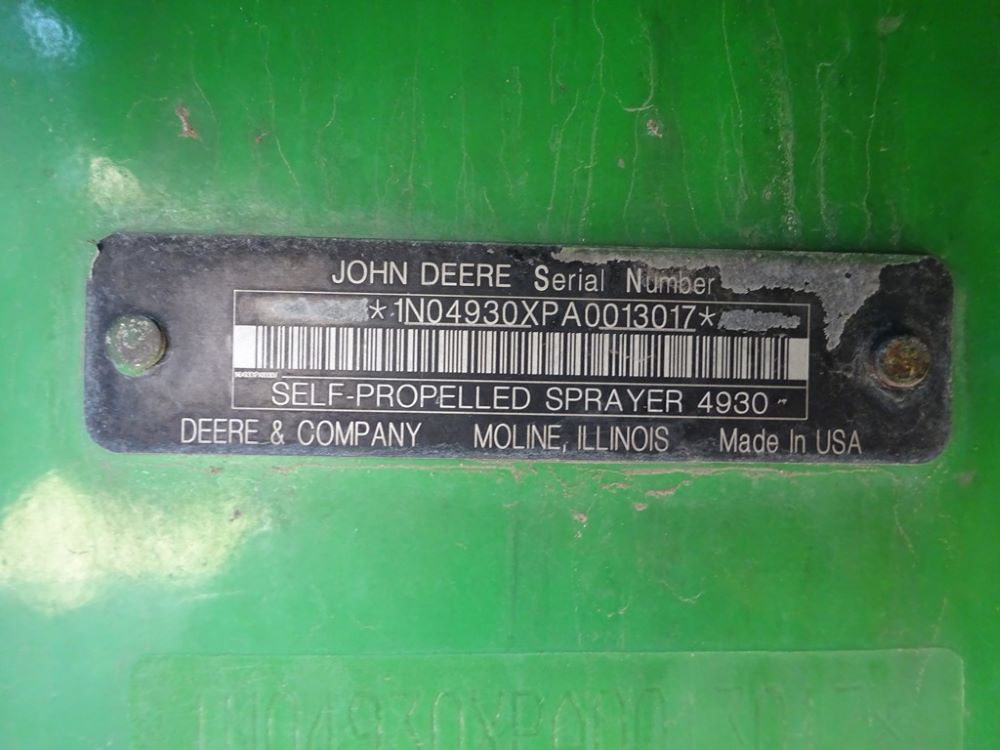 JOHN DEERE Serial Number
*1N04930XPA0013017*
SELF-PROPELLED SPRAYER 4930
DEERE & COMPANY MOLINE, ILLINOIS Made In USA